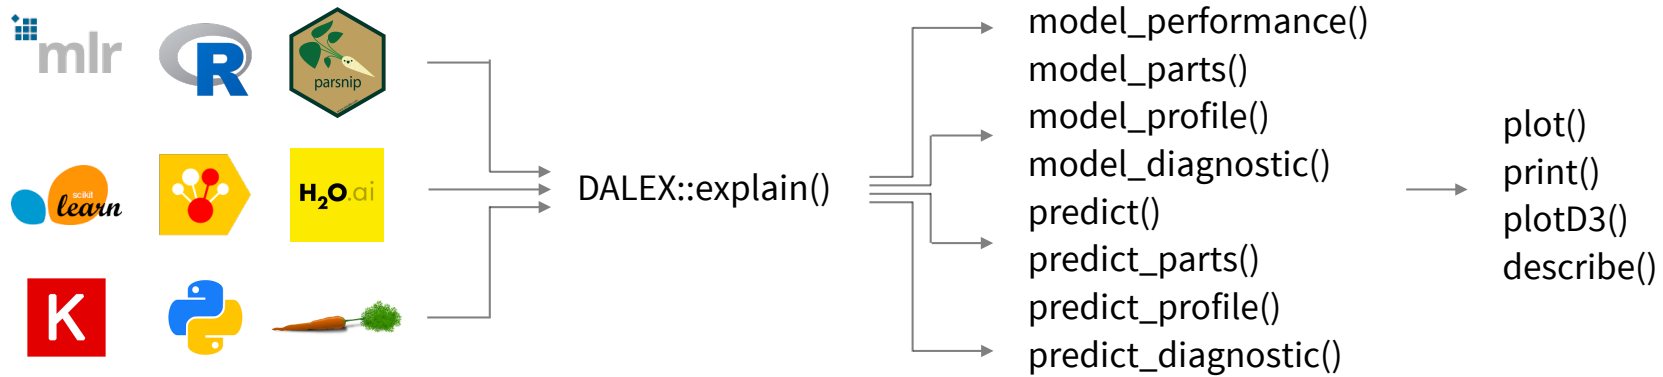 mlr
R
parsnip
scikit
learn
H2O.ai
K
DALEX::explain()
model_performance()
model_parts()
model_profile()
model_diagnostic()
predict()
predict_parts()
predict_profile()
predict_diagnostic()
plot()
print()
plotD3()
describe()